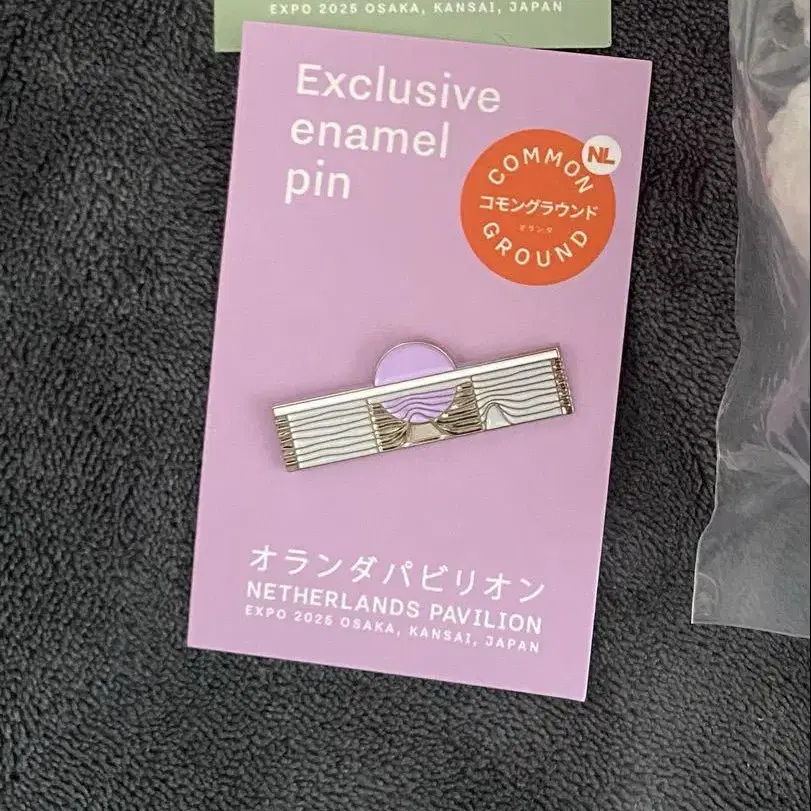 EXPO 2025 OSAKA, KANSAI, JAPAN
Exclusive
enamel
pin
NL
COMMON
コモングラウンド
オランダ
GROUND
オランダパビリオン
NETHERLANDS PAVILION
EXPO 2025 OSAKA, KANSAI, JAPAN